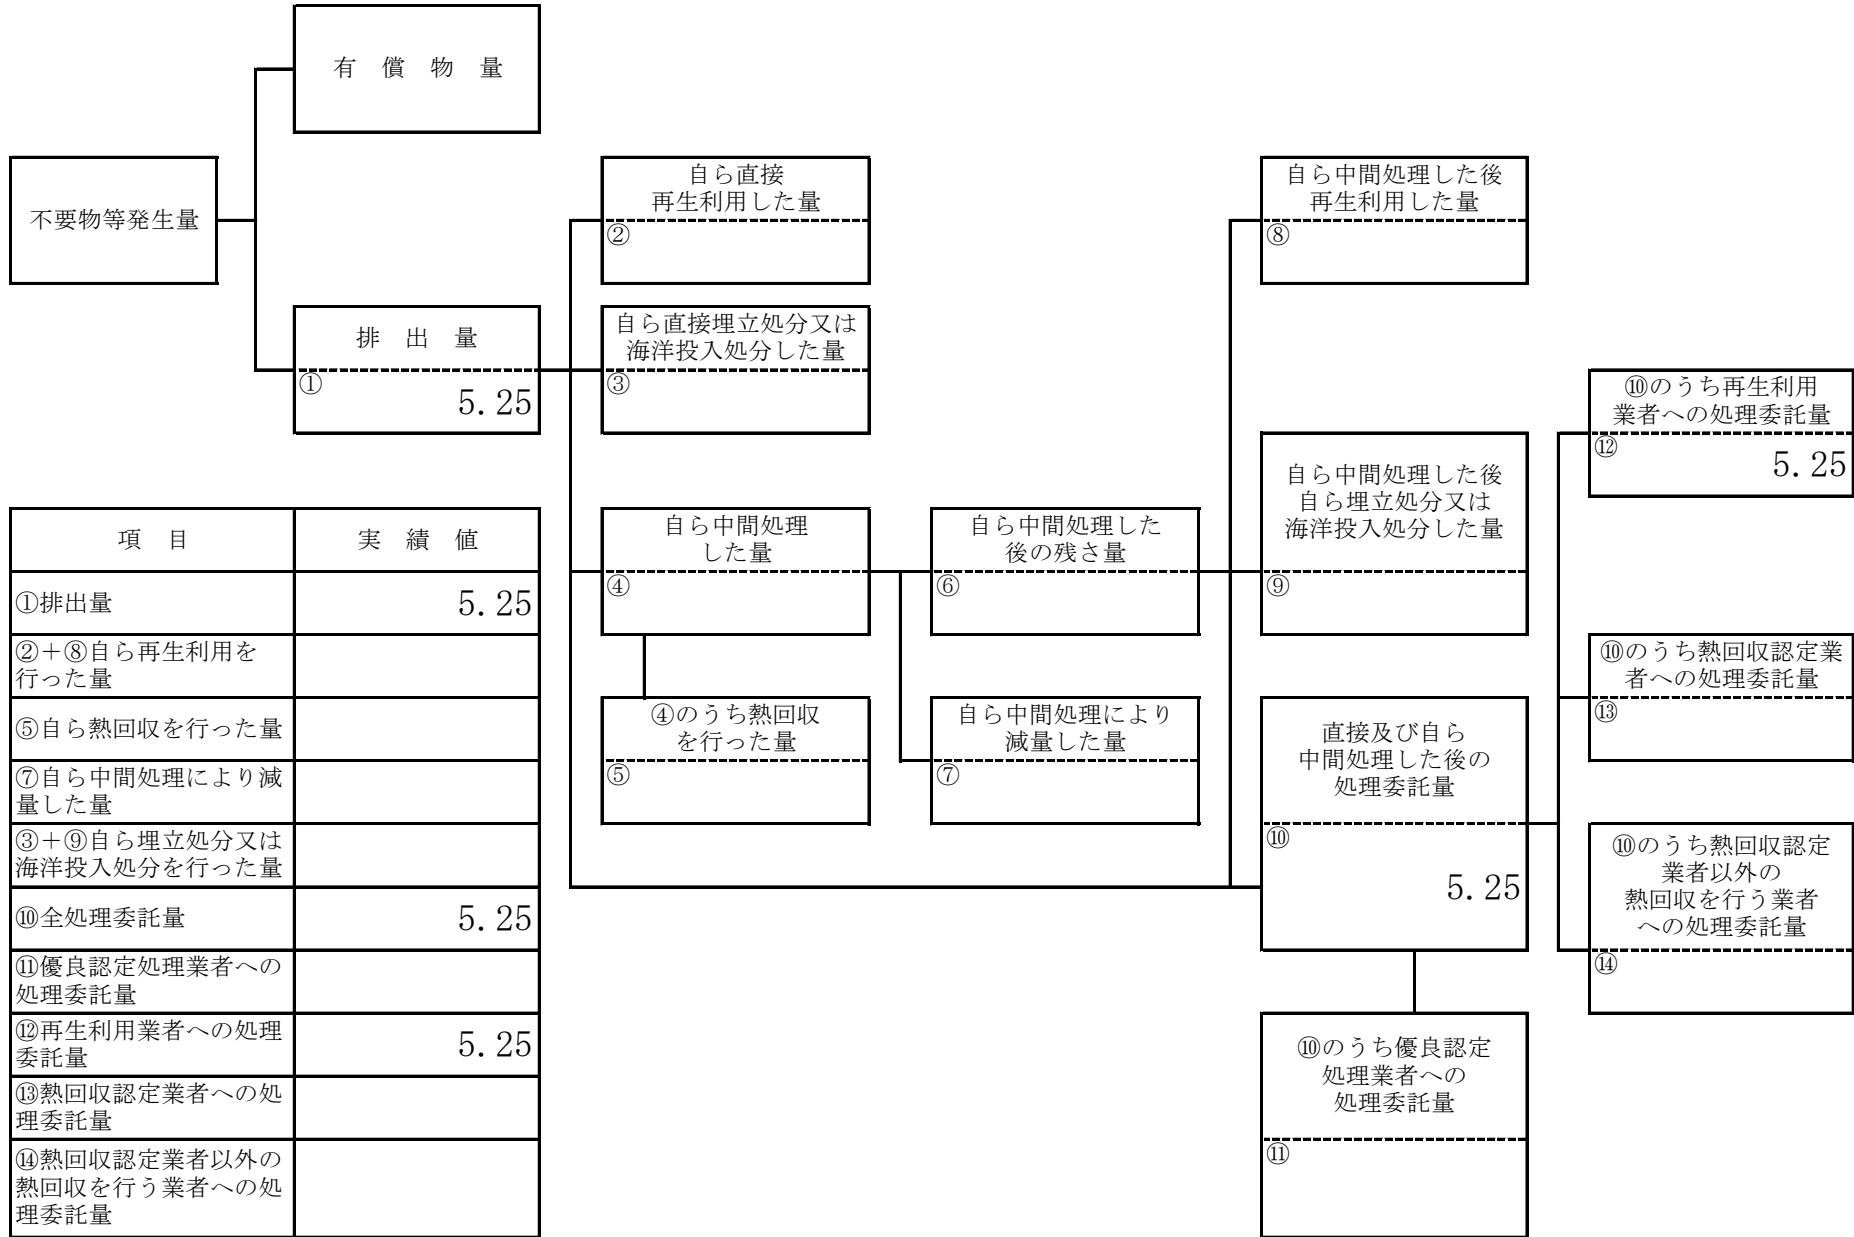 有　償　物　量
不要物等発生量
排　出　量
①
5.25
自ら直接
再生利用した量
②
自ら直接埋立処分又は
海洋投入処分した量
③
自ら中間処理
した量
④
④のうち熱回収
を行った量
⑤
自ら中間処理した
後の残さ量
⑥
自ら中間処理により
減量した量
⑦
自ら中間処理した後
再生利用した量
⑧
自ら中間処理した後
自ら埋立処分又は
海洋投入処分した量
⑨
直接及び自ら
中間処理した後の
処理委託量
⑩
5.25
⑩のうち優良認定
処理業者への
処理委託量
⑪
⑩のうち再生利用
業者への処理委託量
⑫
5.25
⑩のうち熱回収認定業
者への処理委託量
⑬
⑩のうち熱回収認定
業者以外の
熱回収を行う業者
への処理委託量
⑭
項　目　実　績　値
①排出量　5.25
②＋⑧自ら再生利用を
行った量
⑤自ら熱回収を行った量
⑦自ら中間処理により減
量した量
③＋⑨自ら埋立処分又は
海洋投入処分を行った量
⑩全処理委託量　5.25
⑪優良認定処理業者への
処理委託量
⑫再生利用業者への処理
委託量　5.25
⑬熱回収認定業者への処
理委託量
⑭熱回収認定業者以外の
熱回収を行う業者への処
理委託量